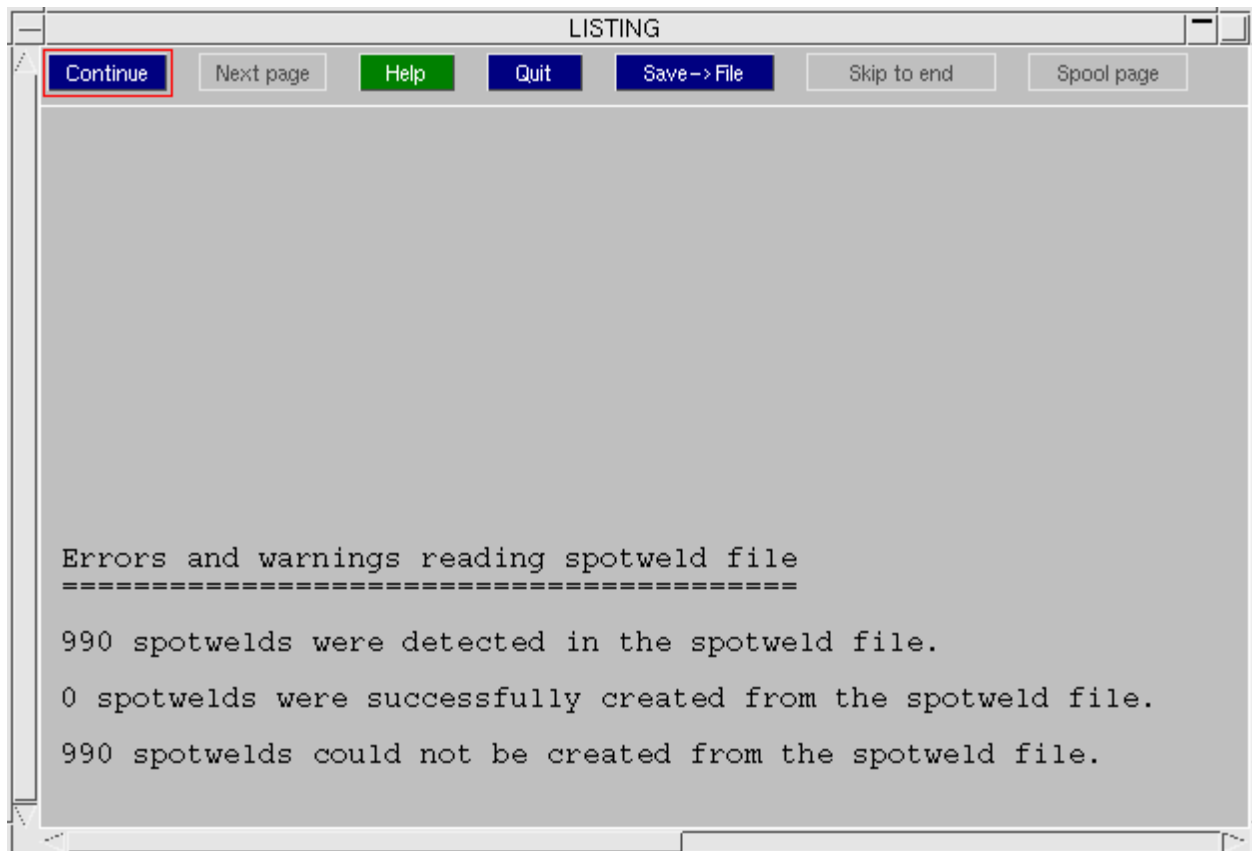 LISTING
Continue Next page Help Quit Save->File Skip to end Spool page
Errors and warnings reading spotweld file
=========================================
990 spotwelds were detected in the spotweld file.
0 spotwelds were successfully created from the spotweld file.
990 spotwelds could not be created from the spotweld file.